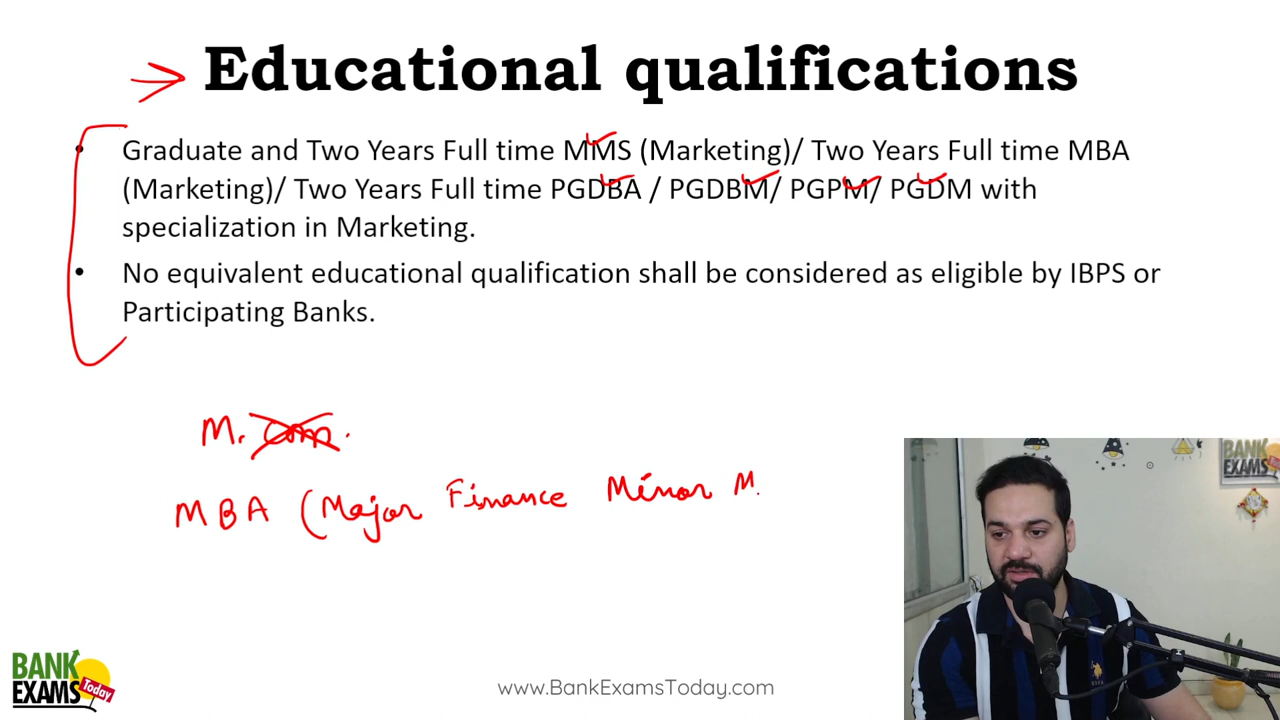 Educational qualifications
• Graduate and Two Years Full time MMS (Marketing)/ Two Years Full time MBA
(Marketing)/ Two Years Full time PGDBA / PGDBM/ PGPM/ PGDM with
specialization in Marketing.
• No equivalent educational qualification shall be considered as eligible by IBPS or
Participating Banks.
M. Com.
MBA (Major Finance Minor M.
BANK
EXAMS
BANK
EXAMS Today
www.BankExamsToday.com